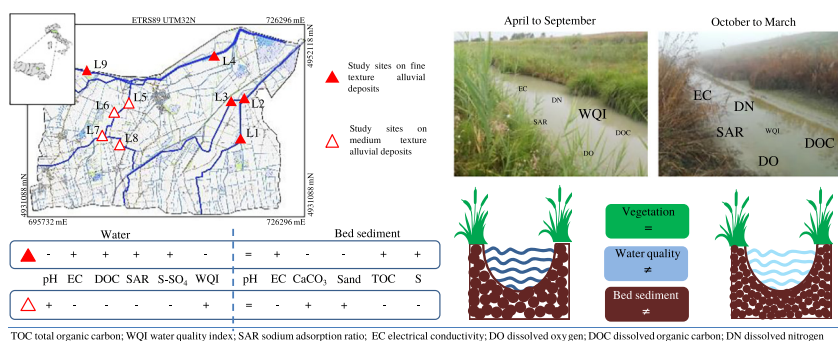 ETRS89 UTM32N
726296 mE
4952118 mN
L9
L4
L5
L3
L2
L6
L7
L8
L1
4931088 mN
4931088 mN
695732 mE
726296 mE
Study sites on fine
texture alluvial
deposits
Study sites on
medium texture
alluvial deposits
April to September
EC
DN
WQI
SAR
DOC
DO
October to March
EC
DN
SAR
WQI
DOC
DO
Water
Bed sediment
- + + + + - = + - - + +
pH EC DOC SAR S-SO4 WQI pH EC CaCO3 Sand TOC S
+ - - - - + = - + + - -
Vegetation
=
Water quality
≠
Bed sediment
≠
TOC total organic carbon; WQI water quality index; SAR sodium adsorption ratio; EC electrical conductivity; DO dissolved oxygen; DOC dissolved organic carbon; DN dissolved nitrogen